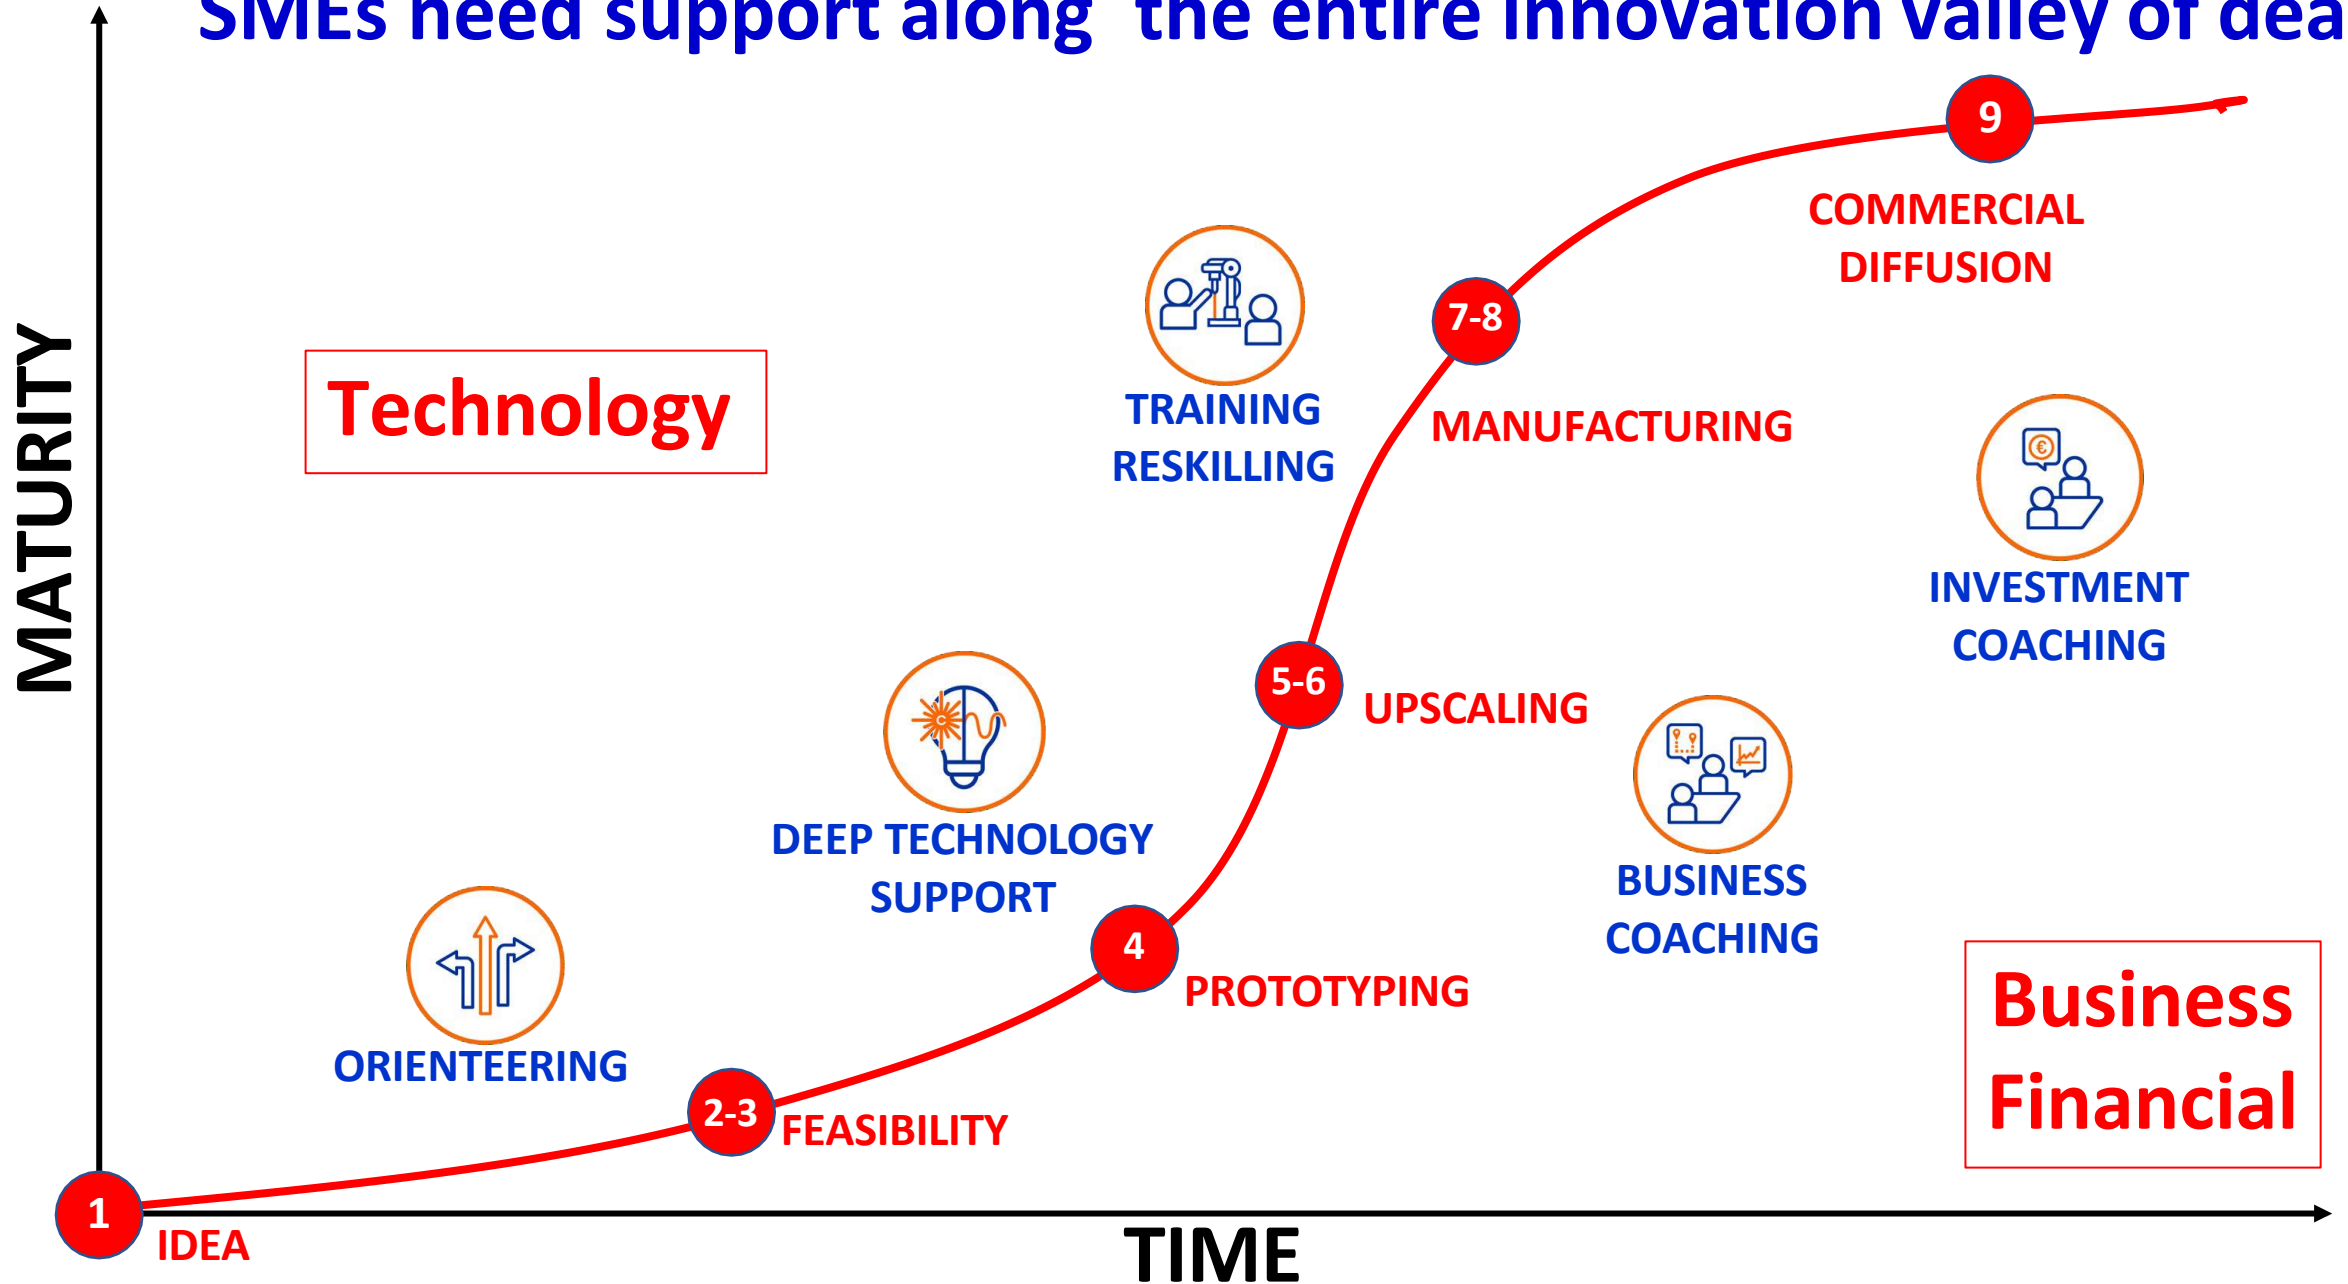 SMEs need support along the entire innovation valley of dea
9
COMMERCIAL
DIFFUSION
7-8
TRAINING
RESKILLING
MANUFACTURING
Technology
MATURITY
€
INVESTMENT
COACHING
5-6
UPSCALING
DEEP TECHNOLOGY
SUPPORT
BUSINESS
COACHING
4
PROTOTYPING
Business
Financial
ORIENTEERING
2-3
FEASIBILITY
1
IDEA
TIME